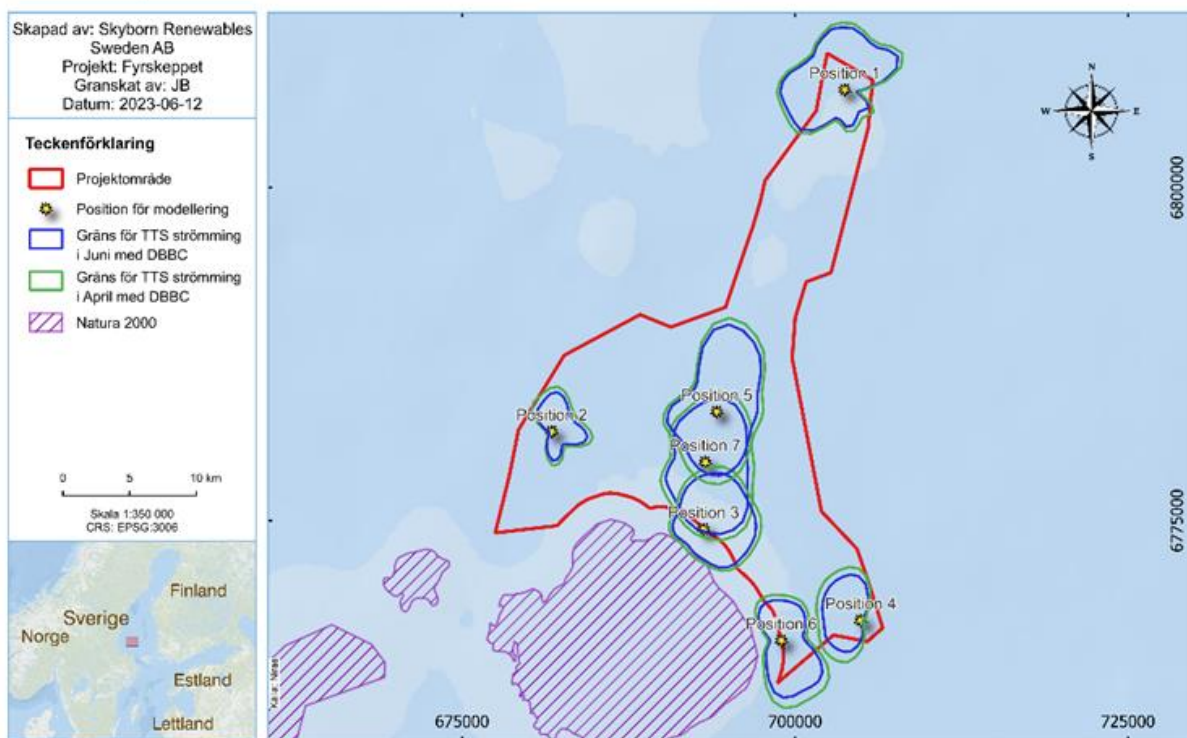 Skapad av: Skyborn Renewables
Sweden AB
Projekt: Fyrskeppet
Granskat av: JB
Datum: 2023-06-12
Teckenförklaring
Projektområde
Position för modellering
Gräns för TTS strömming
i Juni med DBBC
Gräns för TTS strömming
i April med DBBC
Natura 2000
0 5 10 km
Skala 1:350 000
CRS: EPSG:3006
Finland
Sverige
Norge
Estland
Lettland
N
W E
S
Position 1
Position 5
Position 2
Position 7
Position 3
Position 4
Position 6
6800000
6775000
675000 700000 725000